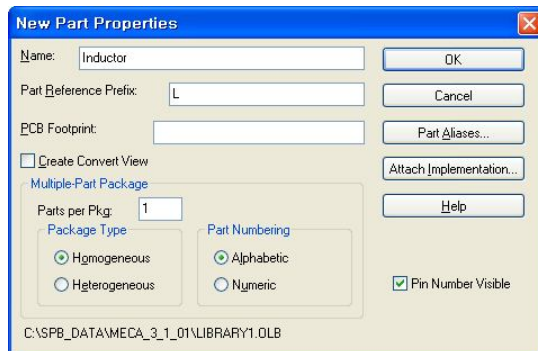 New Part Properties
Name: Inductor
OK
Part Reference Prefix: L
Cancel
PCB Footprint:
Part Aliases...
Create Convert View
Attach Implementation...
Multiple-Part Package
Parts per Pkg: 1
Help
Package Type
Part Numbering
Homogeneous
Alphabetic
Heterogeneous
Numeric
Pin Number Visible
C:\SPB_DATA\MECA_3_1_01\LIBRARY1.OLB